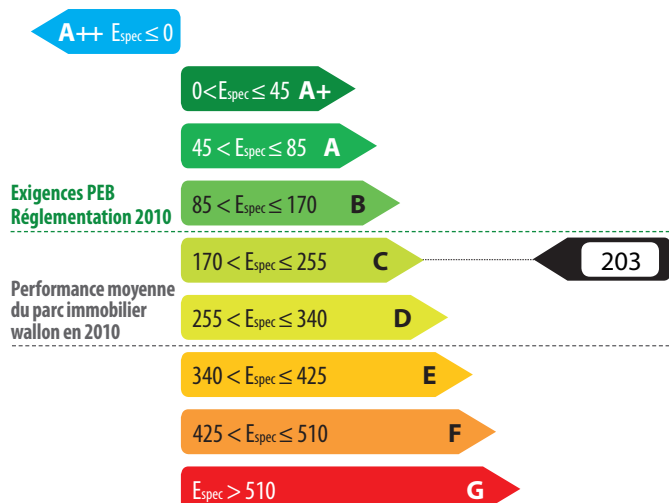 A++ Espec ≤ 0
0<Espec ≤ 45 A+
45 < Espec ≤ 85 A
Exigences PEB
Réglementation 2010
85 < Espec ≤ 170 B
170 < Espec ≤ 255 C
203
Performance moyenne
du parc immobilier
wallon en 2010
255 < Espec ≤ 340 D
340 < Espec ≤ 425 E
425 < Espec ≤ 510 F
Espec > 510 G